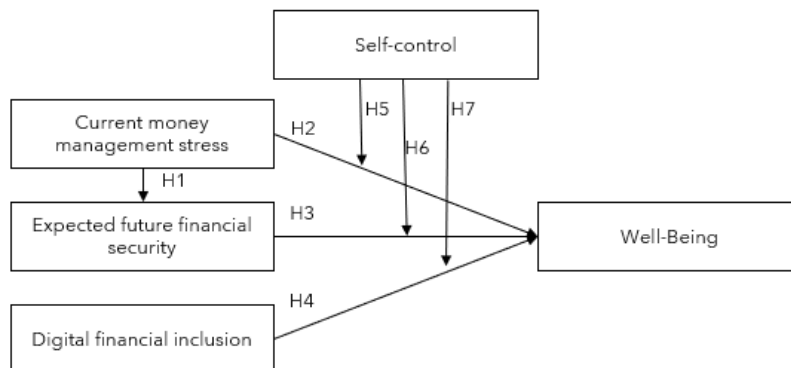 Self-control
Current money
management stress
H2
H5
H7
H6
H1
Expected future financial
security
H3
Well-Being
H4
Digital financial inclusion